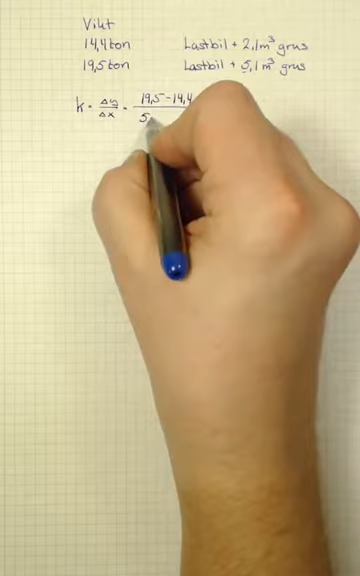 Vikt
14,4 ton Lastbil + 2,1 m³ grus
19,5 ton Lastbil + 5,1 m³ grus
k = Δy/Δx = 19,5-14,4/5,